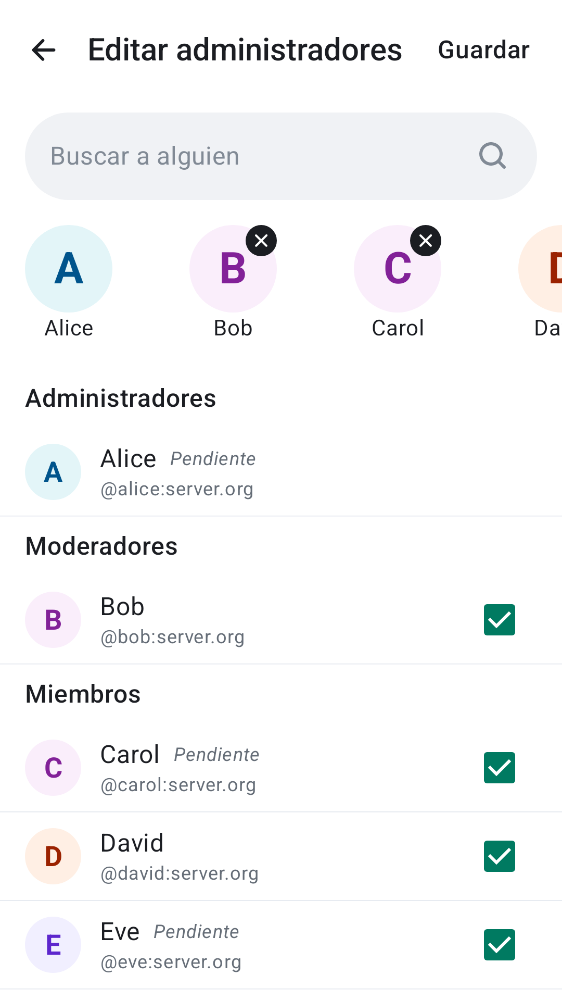 Editar administradores Guardar
Buscar a alguien
A B C
Alice Bob Carol
Administradores
A Alice Pendiente
@alice:server.org
Moderadores
B Bob
@bob:server.org
Miembros
C Carol Pendiente
@carol:server.org
D David
@david:server.org
E Eve Pendiente
@eve:server.org